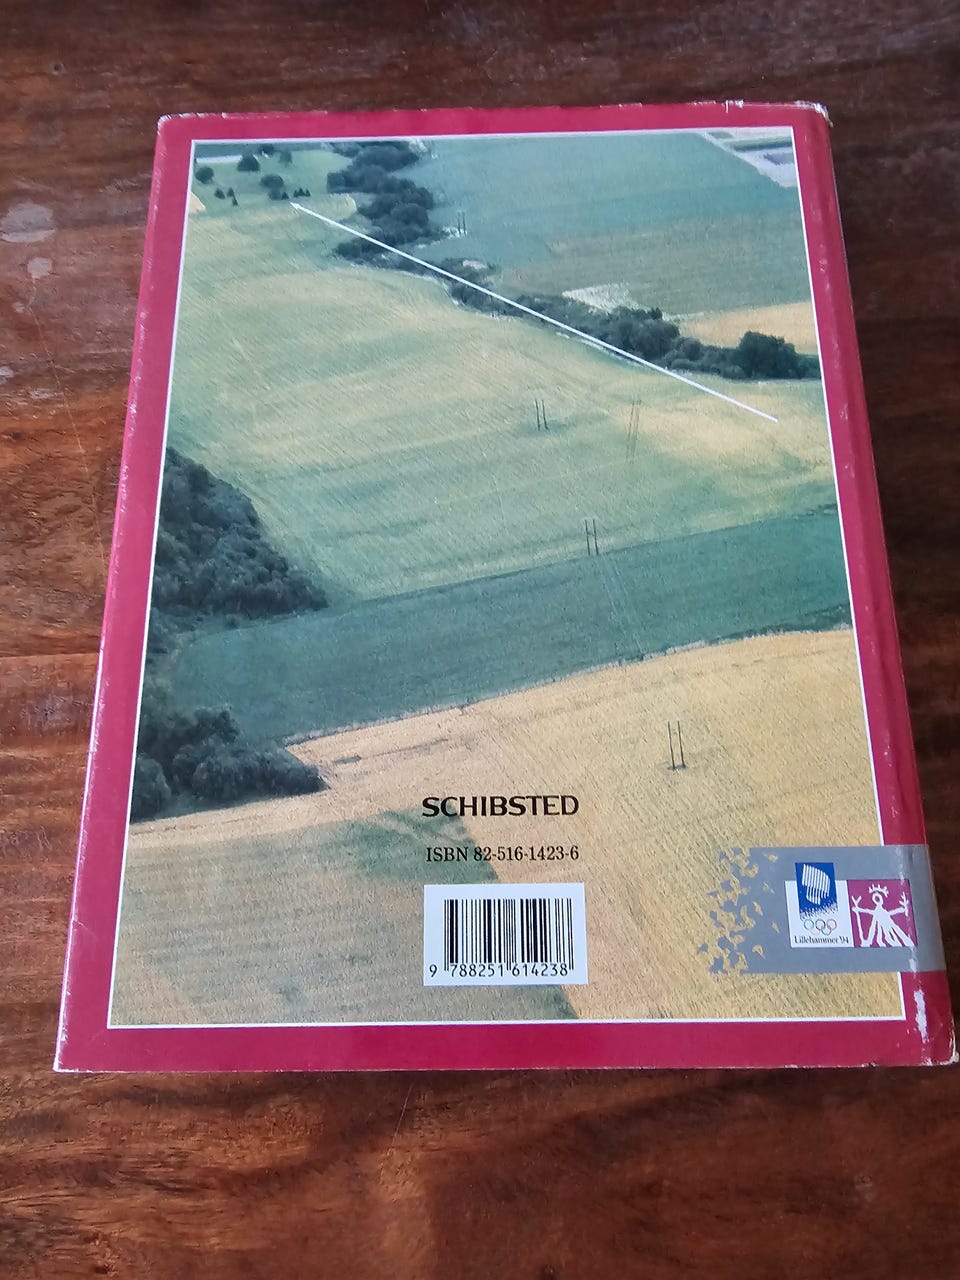 SCHIBSTED
ISBN 82-516-1423-6
9 788251 614238
Lillehammer '94